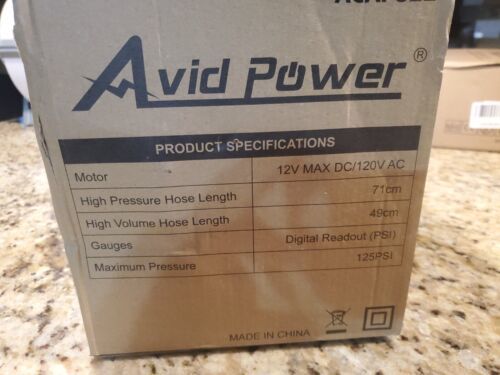 Avid Power®
PRODUCT SPECIFICATIONS
Motor 12V MAX DC/120V AC
High Pressure Hose Length 71cm
High Volume Hose Length 49cm
Gauges Digital Readout (PSI)
Maximum Pressure 125PSI
MADE IN CHINA